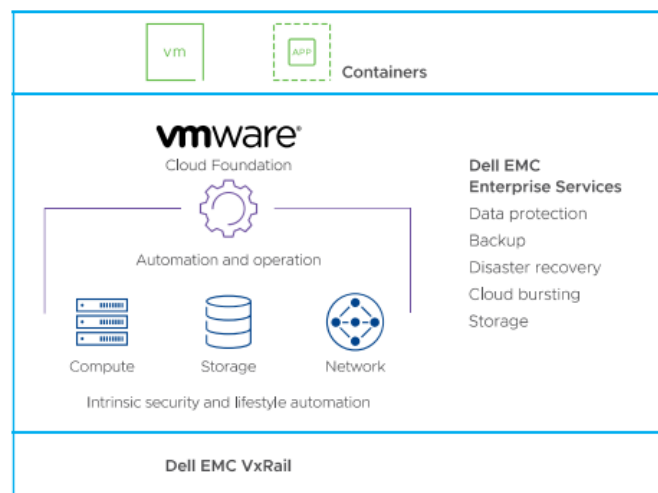 vm
APP
Containers
vmware®
Cloud Foundation
Automation and operation
Compute
Storage
Network
Intrinsic security and lifestyle automation
Dell EMC
Enterprise Services
Data protection
Backup
Disaster recovery
Cloud bursting
Storage
Dell EMC VxRail